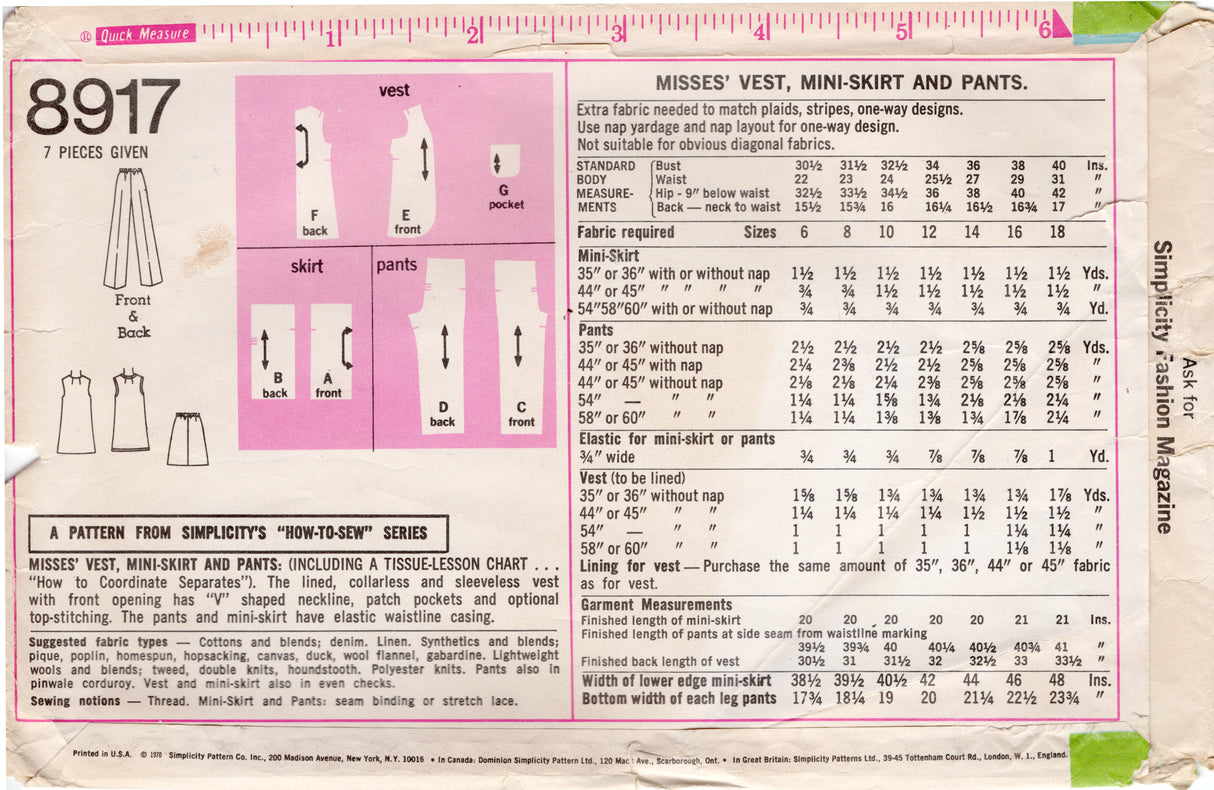 ® Quick Measure 1 2 3 4 5 6
8917
7 PIECES GIVEN
Front
&
Back
vest
F
back
E
front
G
pocket
skirt
B
back
A
front
pants
D
back
C
front
A PATTERN FROM SIMPLICITY'S "HOW-TO-SEW" SERIES
MISSES' VEST, MINI-SKIRT AND PANTS: (INCLUDING A TISSUE-LESSON CHART . . .
"How to Coordinate Separates"). The lined, collarless and sleeveless vest
with front opening has "V" shaped neckline, patch pockets and optional
top-stitching. The pants and mini-skirt have elastic waistline casing.
Suggested fabric types — Cottons and blends; denim. Linen. Synthetics and blends;
pique, poplin, homespun, hopsacking, canvas, duck, wool flannel, gabardine. Lightweight
wools and blends; tweed, double knits, houndstooth. Polyester knits. Pants also in
pinwale corduroy. Vest and mini-skirt also in even checks.
Sewing notions — Thread. Mini-Skirt and Pants: seam binding or stretch lace.
MISSES' VEST, MINI-SKIRT AND PANTS.
Extra fabric needed to match plaids, stripes, one-way designs.
Use nap yardage and nap layout for one-way design.
Not suitable for obvious diagonal fabrics.
STANDARD Bust 30½ 31½ 32½ 34 36 38 40 Ins.
BODY Waist 22 23 24 25½ 27 29 31 "
MEASURE- Hip - 9" below waist 32½ 33½ 34½ 36 38 40 42 "
MENTS Back — neck to waist 15½ 15¾ 16 16¼ 16½ 16¾ 17 "
Fabric required Sizes 6 8 10 12 14 16 18
Mini-Skirt
35" or 36" with or without nap 1½ 1½ 1½ 1½ 1½ 1½ 1½ Yds.
44" or 45" " " " " ¾ ¾ 1½ 1½ 1½ 1½ 1½ "
54"58"60" with or without nap ¾ ¾ ¾ ¾ ¾ ¾ ¾ Yd.
Pants
35" or 36" without nap 2½ 2½ 2½ 2½ 2⅝ 2⅝ 2⅝ Yds.
44" or 45" with nap 2¼ 2⅜ 2½ 2½ 2⅝ 2⅝ 2⅝ "
44" or 45" without nap 2⅛ 2⅛ 2¼ 2⅜ 2⅝ 2⅝ 2⅝ "
54" — " " 1¼ 1¼ 1⅝ 1¾ 2⅛ 2⅛ 2¼ "
58" or 60" " " 1¼ 1¼ 1⅜ 1⅜ 1¾ 1⅞ 2¼ "
Elastic for mini-skirt or pants
¾" wide ¾ ¾ ¾ ⅞ ⅞ ⅞ 1 Yd.
Vest (to be lined)
35" or 36" without nap 1⅝ 1⅝ 1¾ 1¾ 1¾ 1¾ 1⅞ Yds.
44" or 45" " " 1¼ 1¼ 1¼ 1¼ 1½ 1½ 1½ "
54" — " " 1 1 1 1 1 1¼ 1¼ "
58" or 60" " " 1 1 1 1 1 1⅛ 1⅛ "
Lining for vest — Purchase the same amount of 35", 36", 44" or 45" fabric
as for vest.
Garment Measurements
Finished length of mini-skirt 20 20 20 20 20 21 21 Ins.
Finished length of pants at side seam from waistline marking
39½ 39¾ 40 40¼ 40½ 40¾ 41 "
Finished back length of vest 30½ 31 31½ 32 32½ 33 33½ "
Width of lower edge mini-skirt 38½ 39½ 40½ 42 44 46 48 Ins.
Bottom width of each leg pants 17¾ 18¼ 19 20 21¼ 22½ 23¾ "
Ask for
Simplicity Fashion Magazine
Printed in U.S.A. © 1970 Simplicity Pattern Co. Inc., 200 Madison Avenue, New York, N.Y. 10016 • In Canada: Dominion Simplicity Pattern Ltd., 120 Mack Ave., Scarborough, Ont. • In Great Britain: Simplicity Patterns Ltd., 39-45 Tottenham Court Rd., London, W. 1., England.